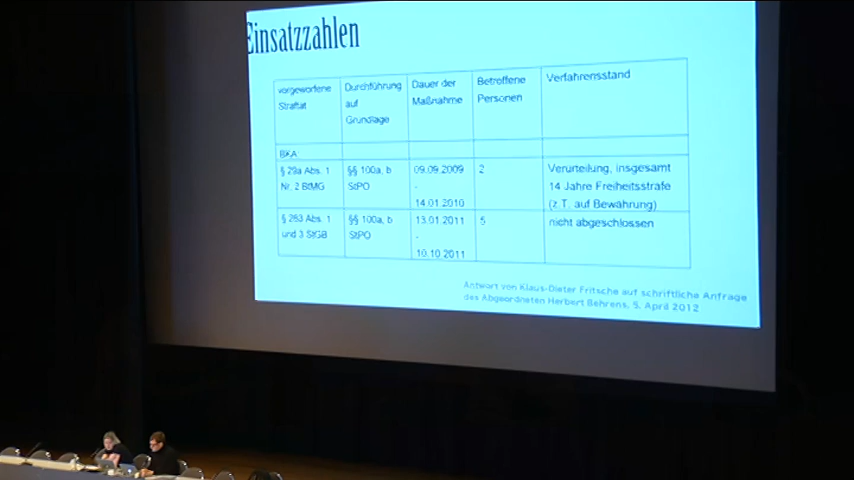 Einsatzzahlen
vorgeworfene
Straftat
Durchführung
auf
Grundlage
Dauer der
Maßnahme
Betroffene
Personen
Verfahrensstand
BKA
§ 29a Abs. 1
Nr. 2 BtMG
§§ 100a, b
StPO
09.09.2009
-
14.01.2010
2
Verurteilung, insgesamt
14 Jahre Freiheitsstrafe
(z.T. auf Bewährung)
§ 263 Abs. 1
und 3 StGB
§§ 100a, b
StPO
13.01.2011
-
10.10.2011
5
nicht abgeschlossen
Antwort von Klaus-Dieter Fritsche auf schriftliche Anfrage
des Abgeordneten Herbert Behrens, 5. April 2012